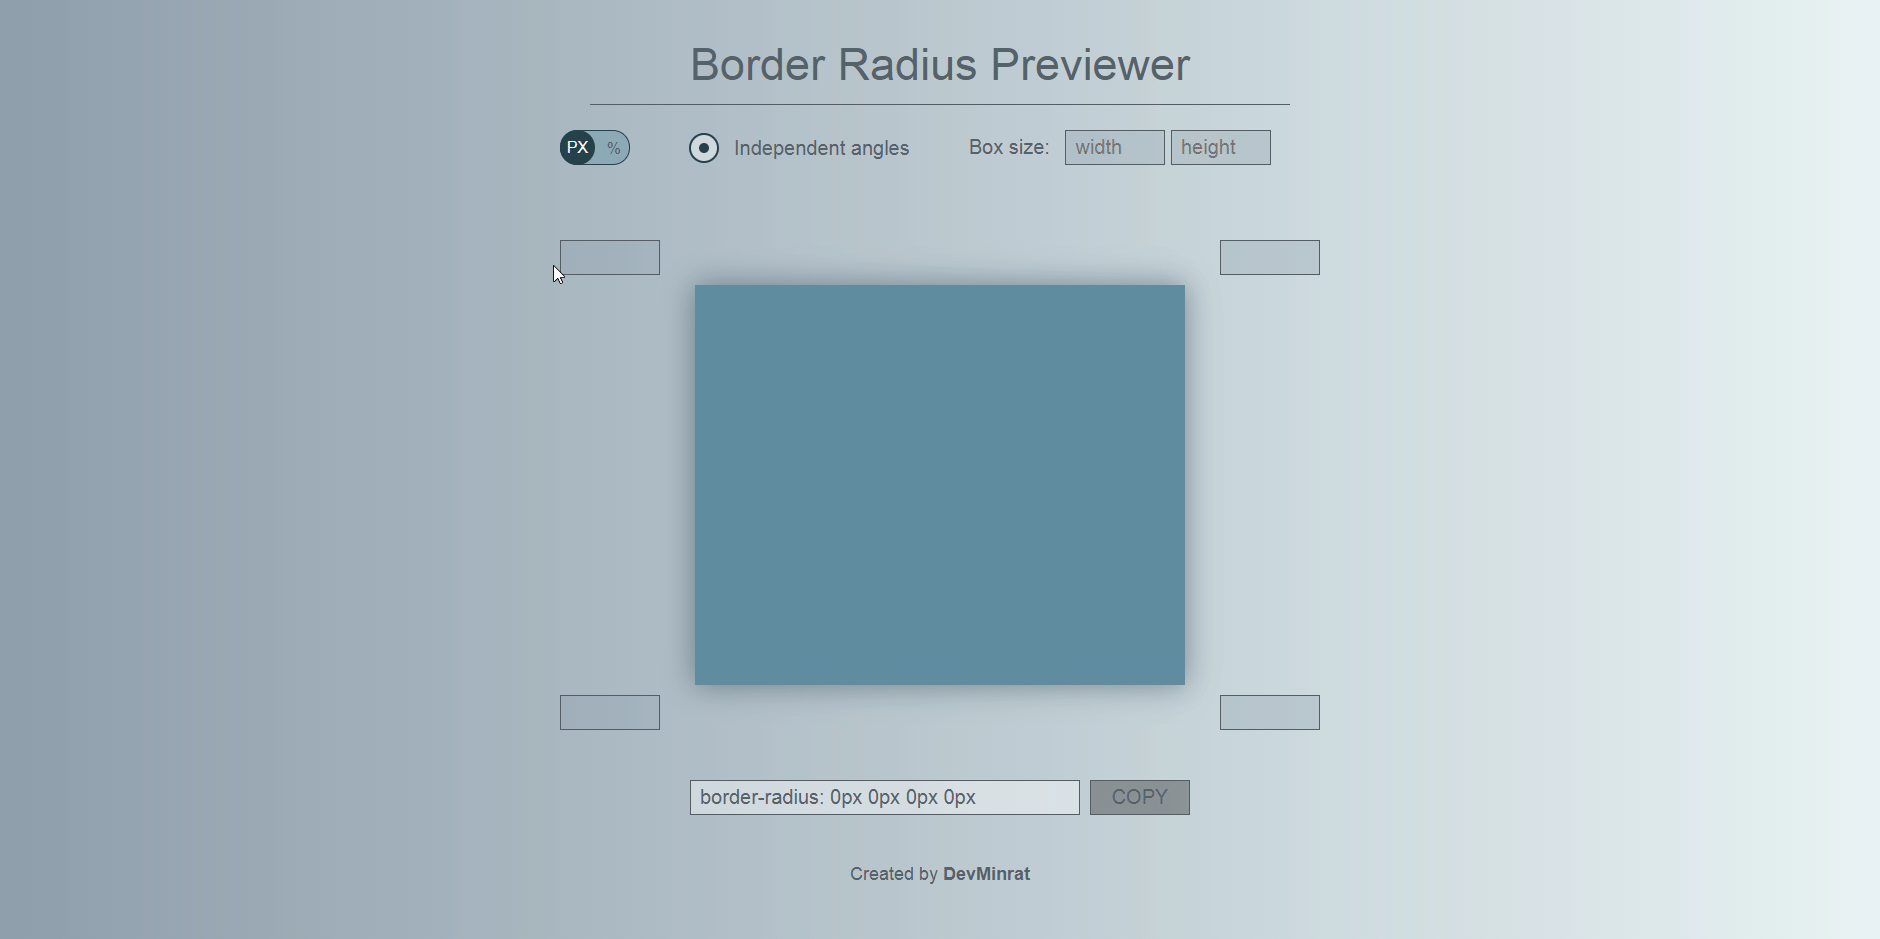 Border Radius Previewer
PX % Independent angles Box size: width height
border-radius: 0px 0px 0px 0px COPY
Created by DevMinrat